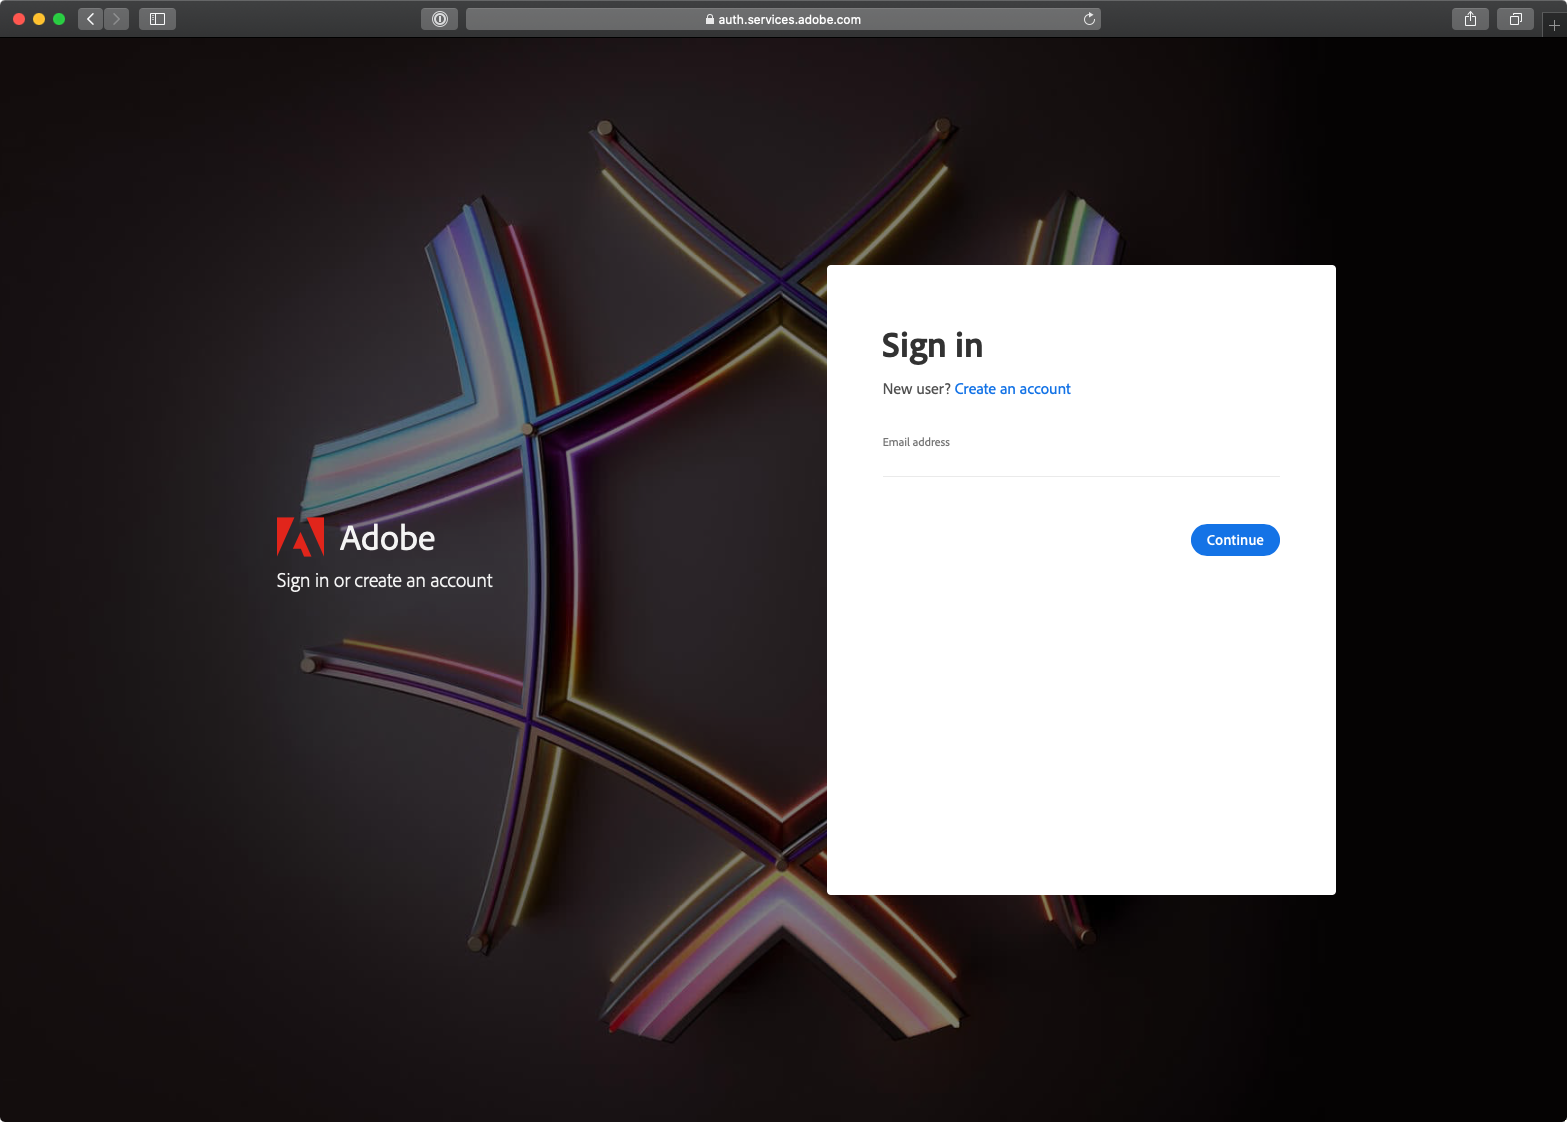 auth.services.adobe.com
Adobe
Sign in or create an account
Sign in
New user? Create an account
Email address
Continue